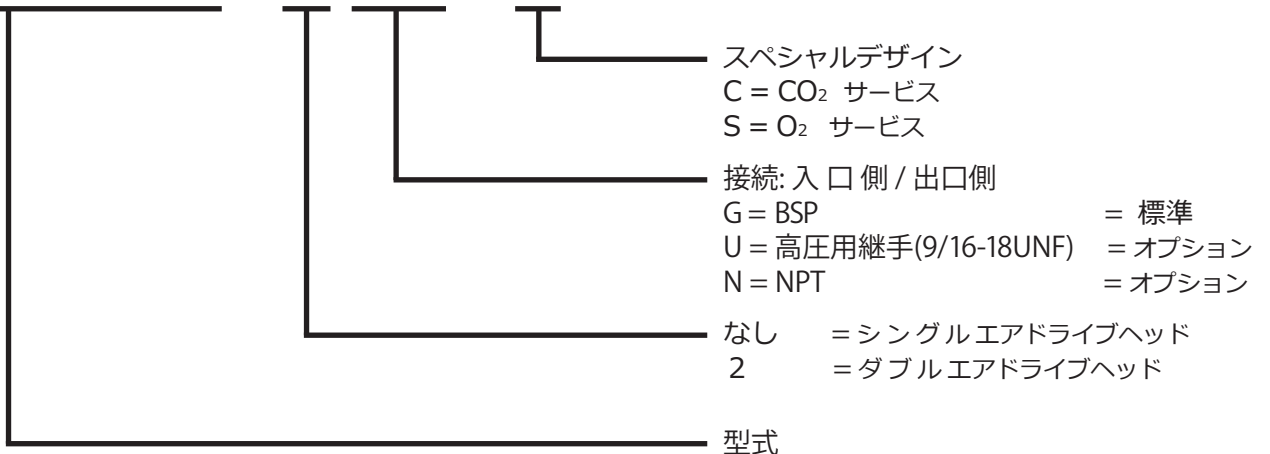 スペシャルデザイン
C = CO2 サービス
S = O2 サービス
接続: 入口側 / 出口側
G = BSP = 標準
U = 高圧用継手(9/16-18UNF) = オプション
N = NPT = オプション
なし = シングルエアドライブヘッド
2 = ダブルエアドライブヘッド
型式